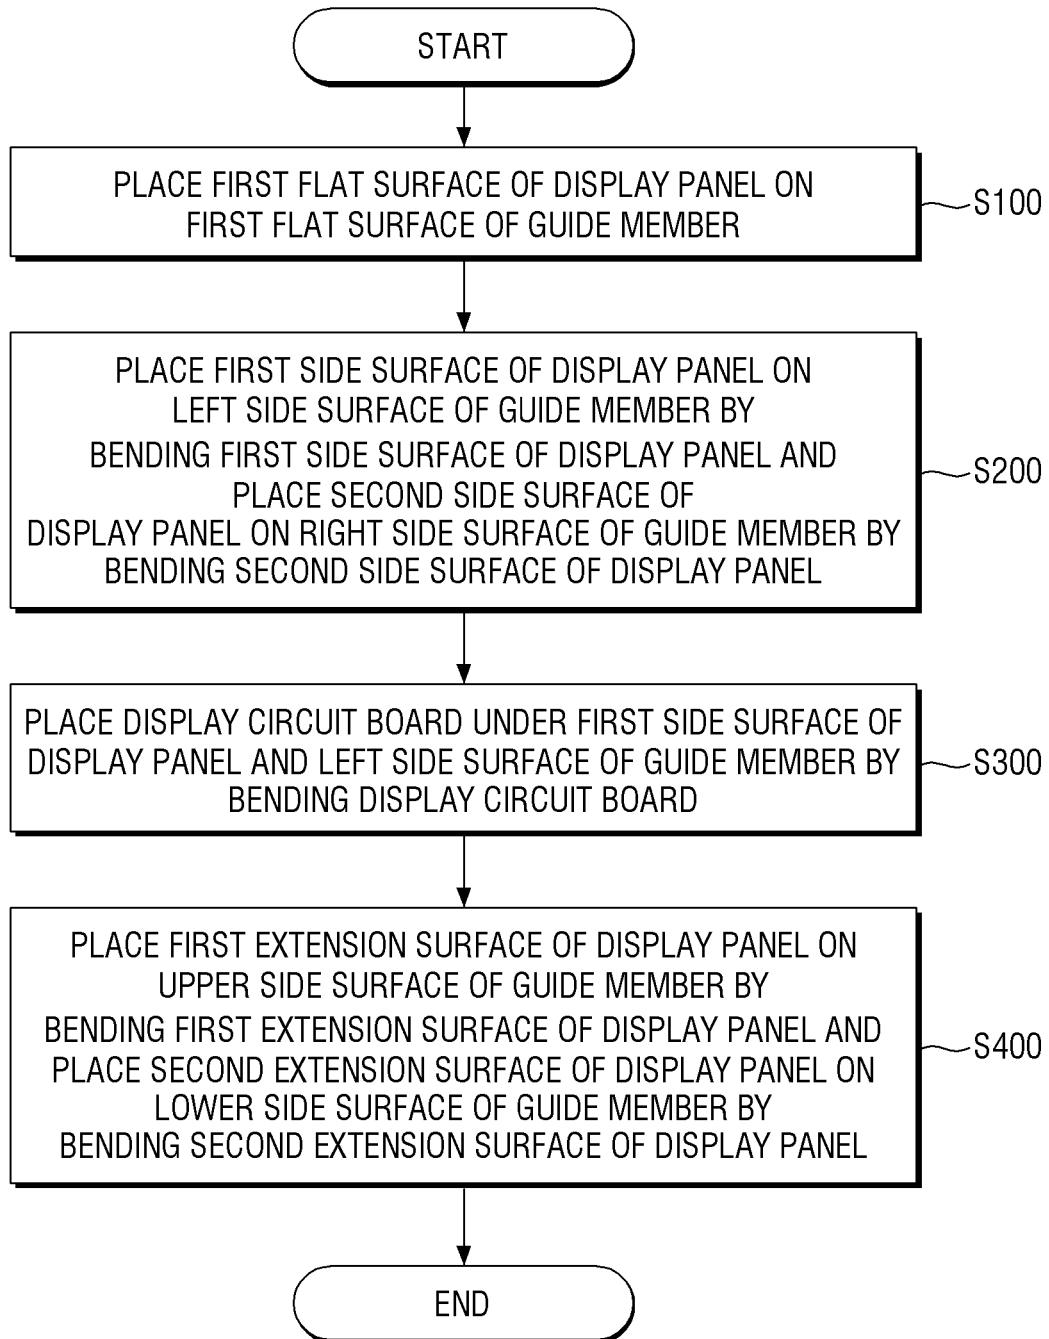 START
PLACE FIRST FLAT SURFACE OF DISPLAY PANEL ON
FIRST FLAT SURFACE OF GUIDE MEMBER
S100
PLACE FIRST SIDE SURFACE OF DISPLAY PANEL ON
LEFT SIDE SURFACE OF GUIDE MEMBER BY
BENDING FIRST SIDE SURFACE OF DISPLAY PANEL AND
PLACE SECOND SIDE SURFACE OF
DISPLAY PANEL ON RIGHT SIDE SURFACE OF GUIDE MEMBER BY
BENDING SECOND SIDE SURFACE OF DISPLAY PANEL
S200
PLACE DISPLAY CIRCUIT BOARD UNDER FIRST SIDE SURFACE OF
DISPLAY PANEL AND LEFT SIDE SURFACE OF GUIDE MEMBER BY
BENDING DISPLAY CIRCUIT BOARD
S300
PLACE FIRST EXTENSION SURFACE OF DISPLAY PANEL ON
UPPER SIDE SURFACE OF GUIDE MEMBER BY
BENDING FIRST EXTENSION SURFACE OF DISPLAY PANEL AND
PLACE SECOND EXTENSION SURFACE OF DISPLAY PANEL ON
LOWER SIDE SURFACE OF GUIDE MEMBER BY
BENDING SECOND EXTENSION SURFACE OF DISPLAY PANEL
S400
END